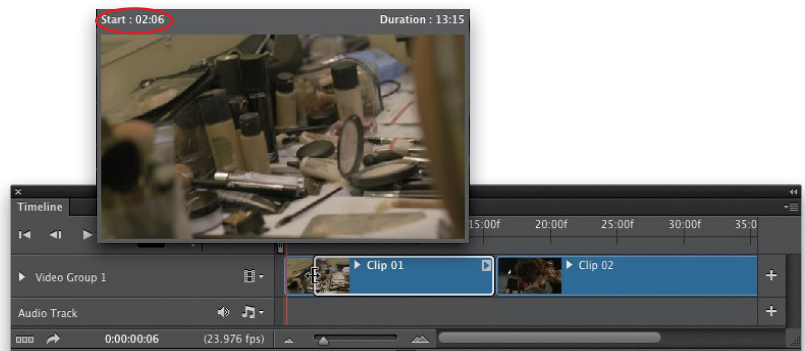 Start : 02:06 Duration : 13:15
Timeline
15:00f 20:00f 25:00f 30:00f 35:0
Video Group 1 Clip 01 Clip 02
Audio Track
0:00:00:06 (23.976 fps)